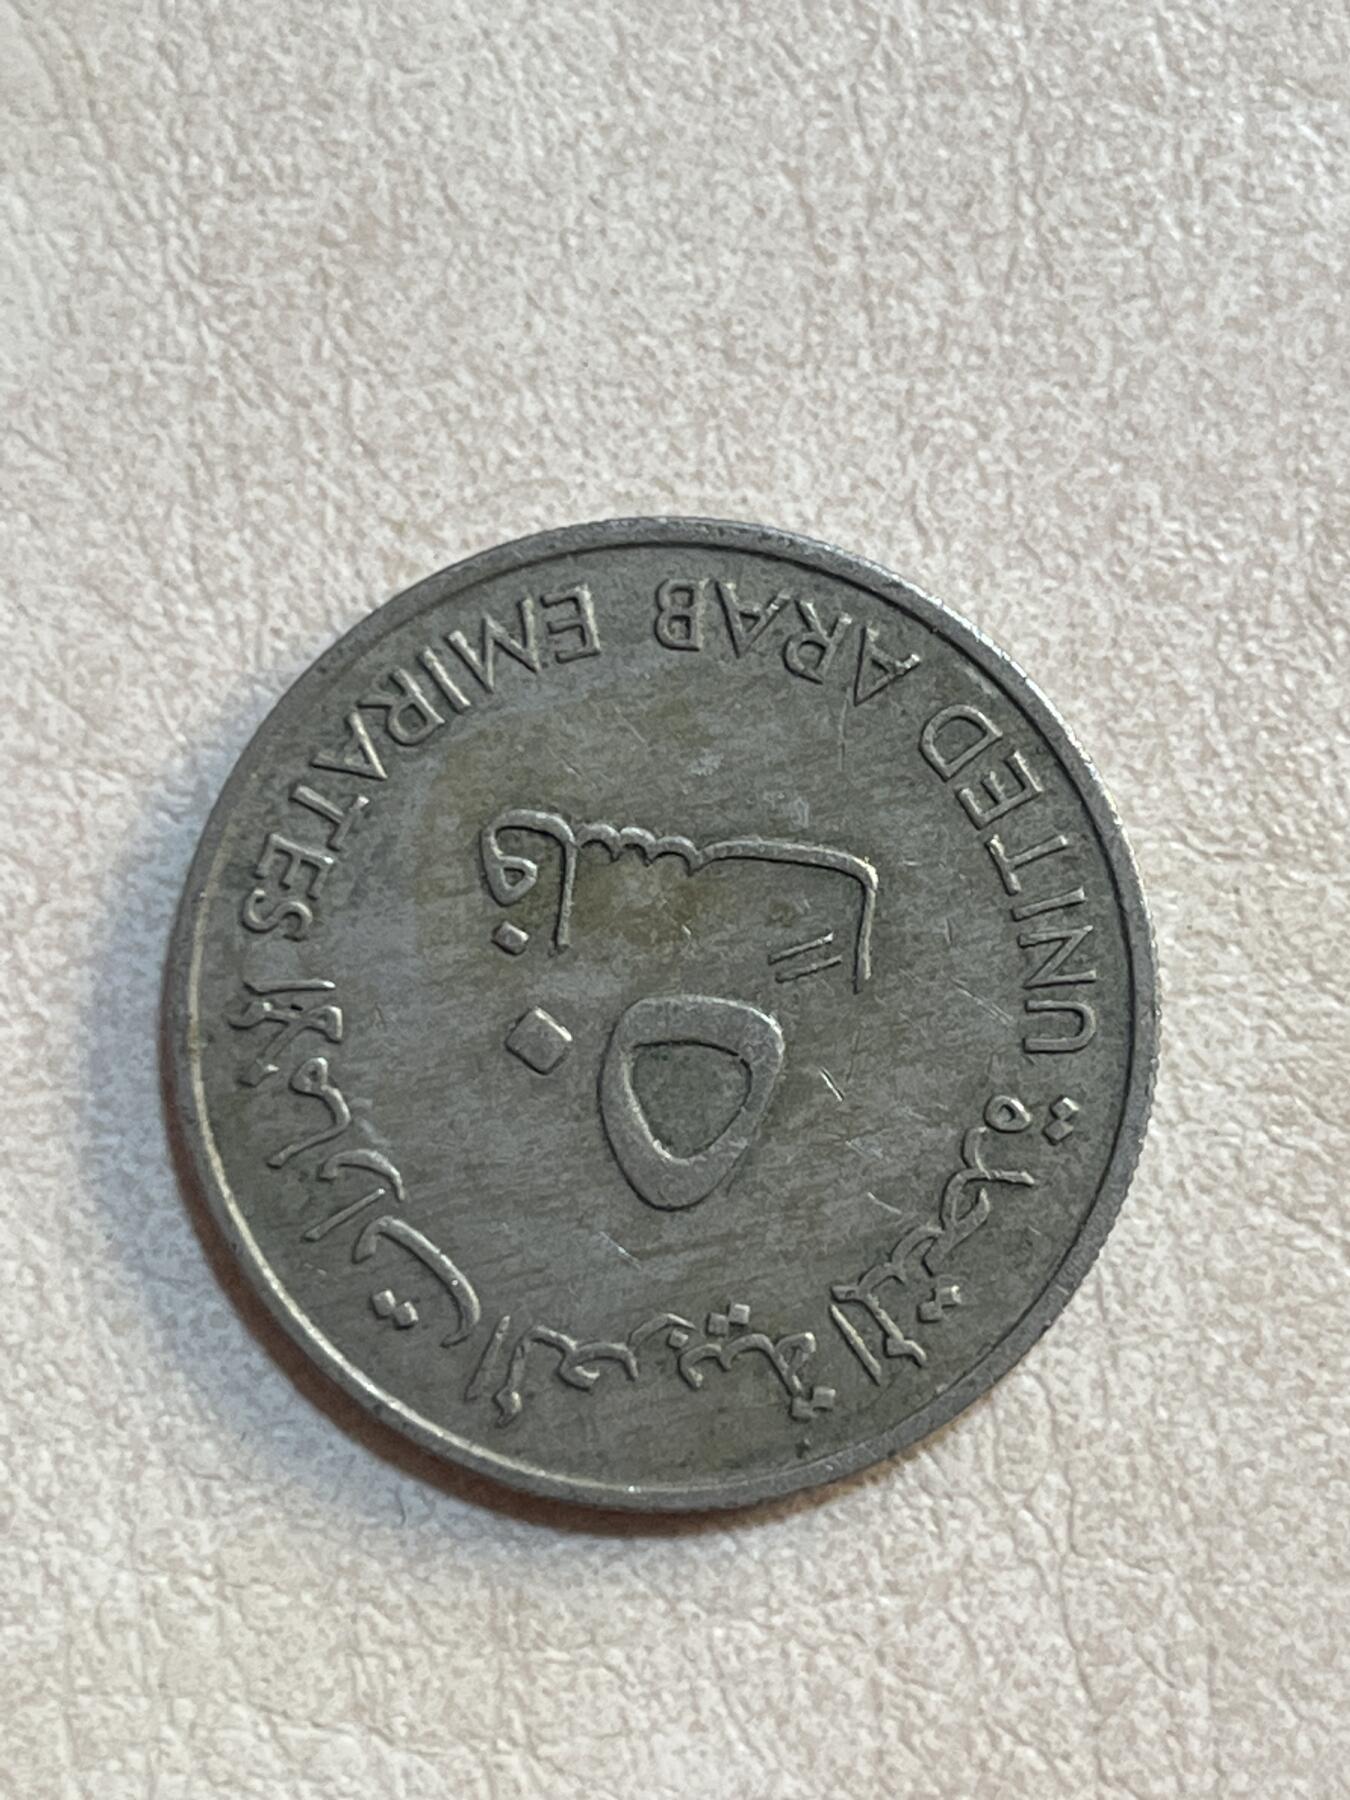 الإمارات العربية المتحدة
٥٠
فلسا
UNITED ARAB EMIRATES